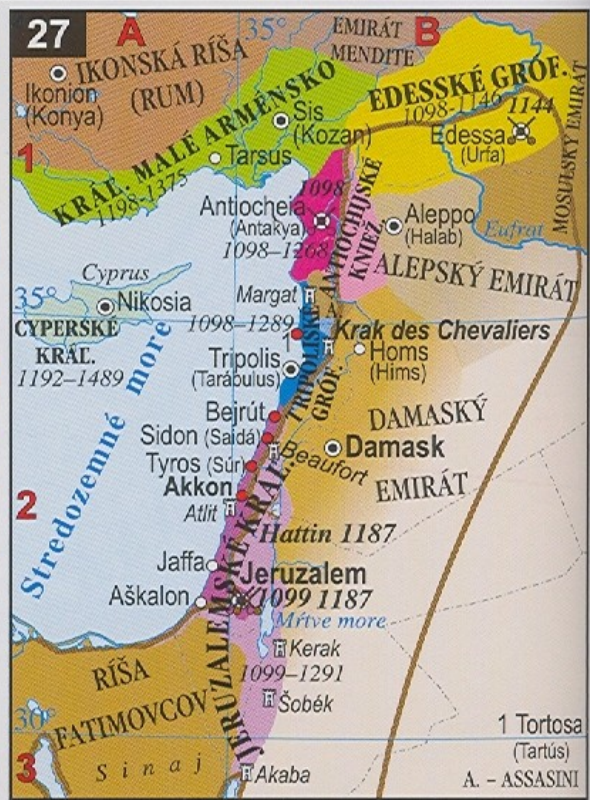 27
A
35°
B
EMIRÁT
MENDITE
IKONSKÁ RÍŠA
(RUM)
Ikonion
(Konya)
EDESSKÉ GRÓF.
1098-1146
1144
Edessa
(Urfa)
MOSULSKÝ EMIRÁT
KRÁĽ. MALÉ ARMÉNSKO
1198-1375
Sis
(Kozan)
1
Tarsus
1098
Antiocheia
(Antakya)
1098–1268
ANTIOCHIJSKÉ
KNIEŽ.
Aleppo
(Halab)
Eufrat
ALEPSKÝ EMIRÁT
Cyprus
35°
Nikosia
CYPERSKÉ
KRÁĽ.
1192–1489
Margat
1098–1289
1
Krak des Chevaliers
Tripolis
(Tarábulus)
TRIPOLISKÉ
GRÓF.
Homs
(Hims)
Stredozemné more
Bejrút
Sidon (Saidá)
Tyros (Súr)
Akkon
Atlit
Beaufort
DAMASKÝ
EMIRÁT
Damask
2
Hattin 1187
Jaffa
Jeruzalem
1099 1187
Aškalon
Mŕtve more
JERUZALEMSKÉ KRÁĽ.
Kerak
1099–1291
Šobék
RÍŠA
FATIMOVCOV
30°
3
Sinaj
Akaba
1 Tortosa
(Tartús)
A. – ASSASINI